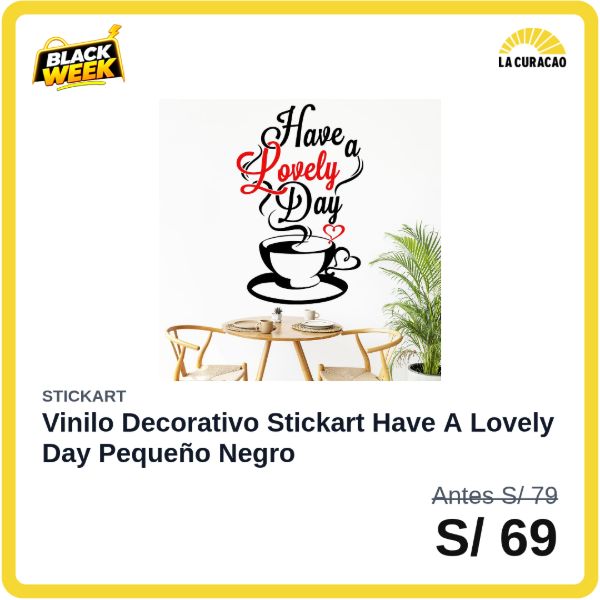 BLACK
WEEK
LA CURACAO
Have a
Lovely
Day
STICKART
Vinilo Decorativo Stickart Have A Lovely
Day Pequeño Negro
Antes S/ 79
S/ 69